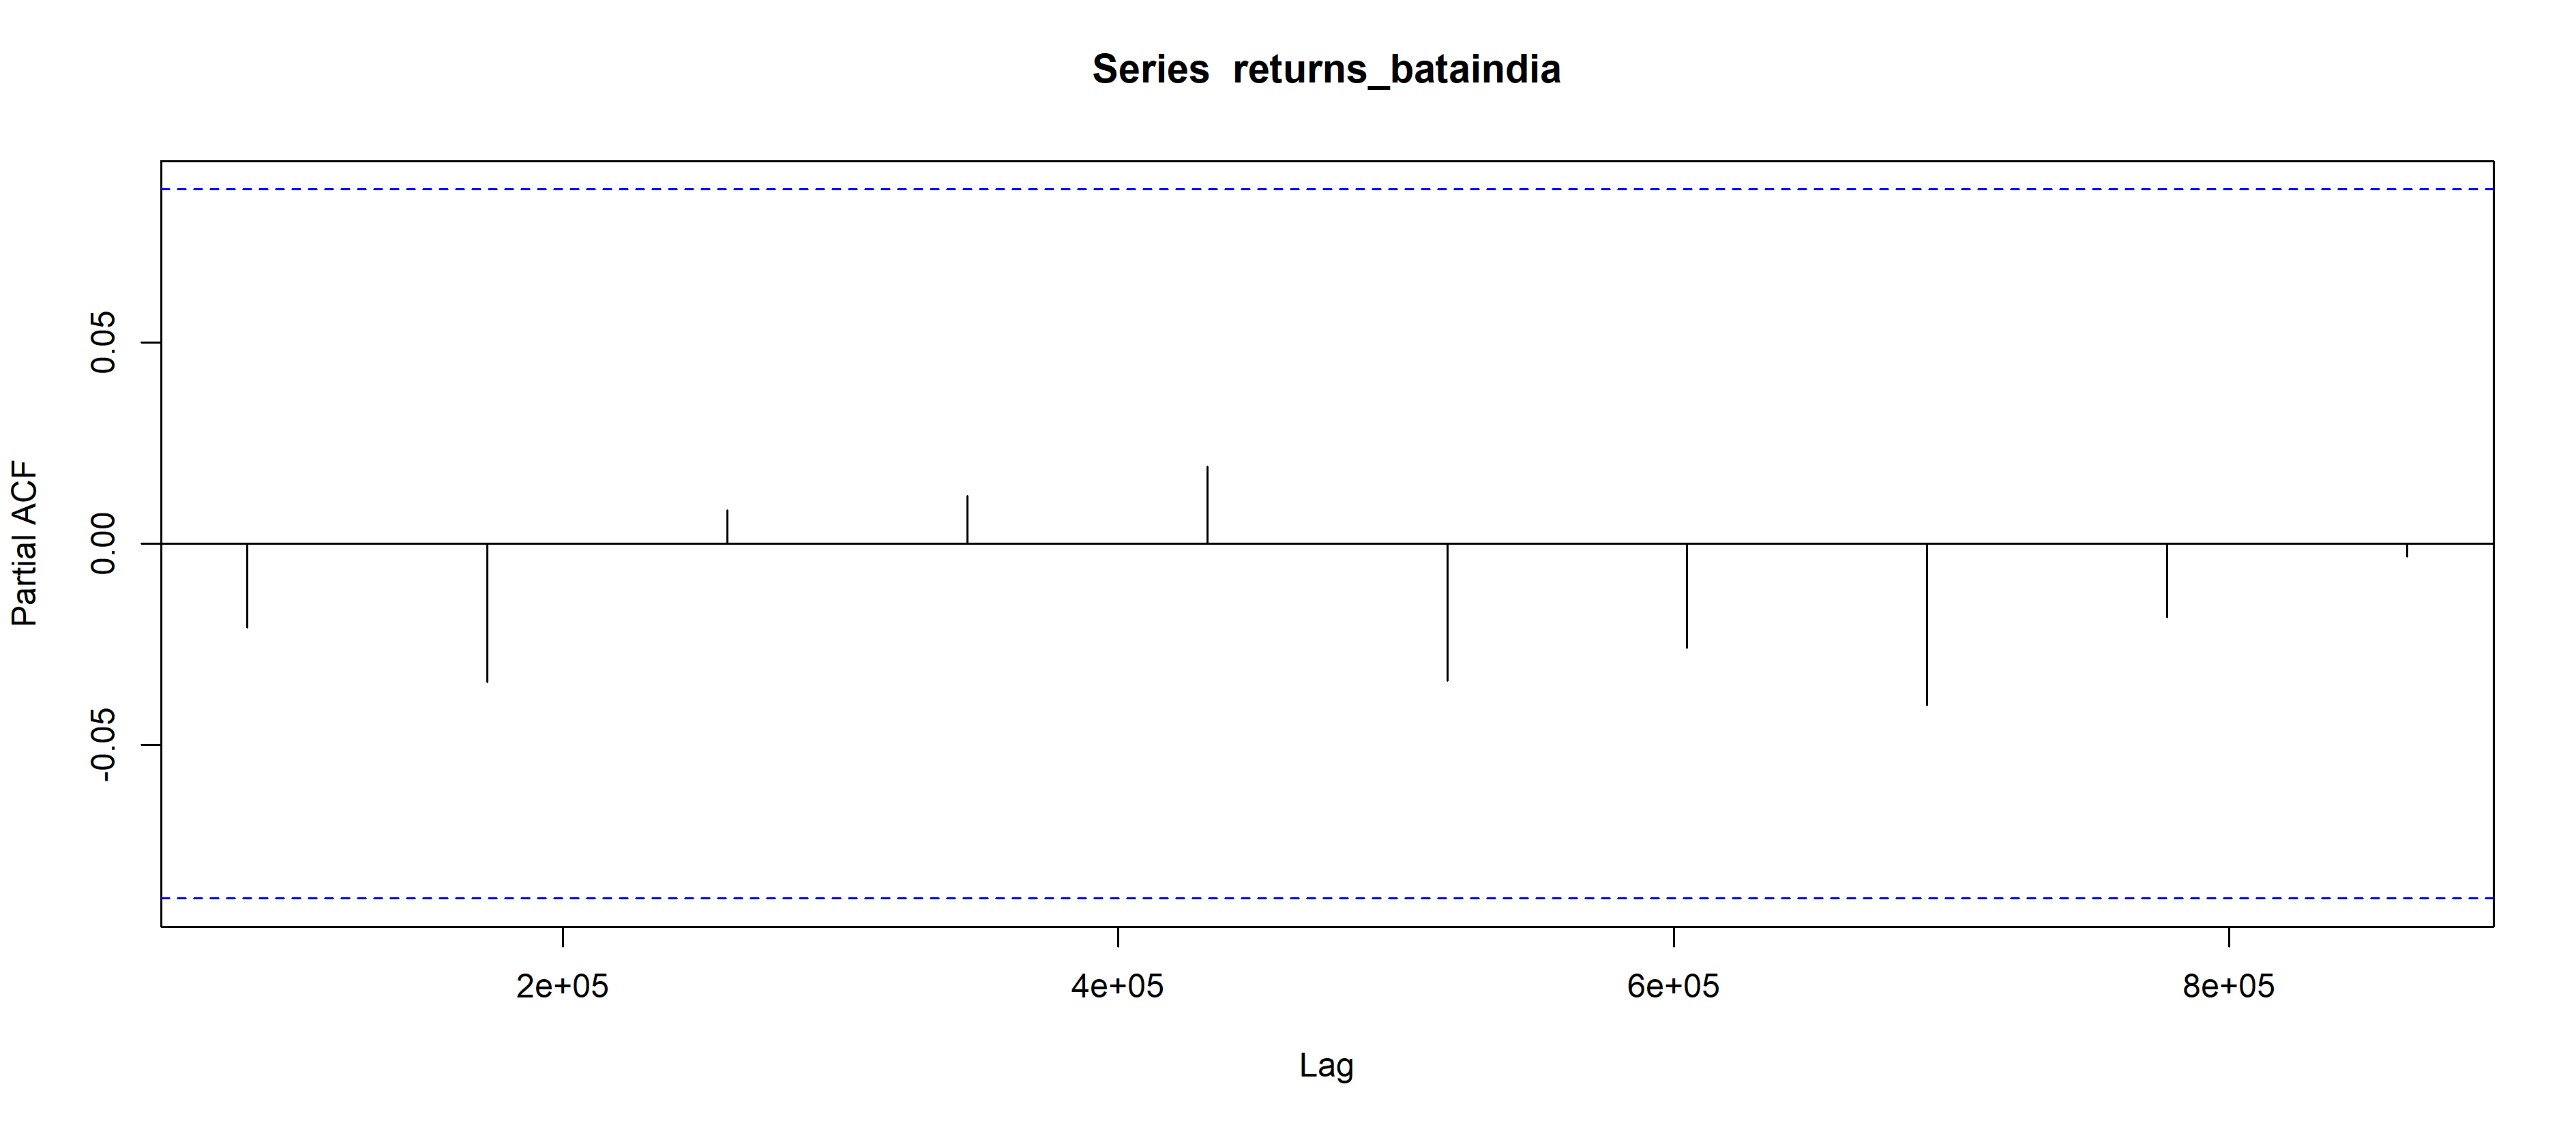 Series  returns_bataindia
Partial ACF
0.05
0.00
-0.05
2e+05
4e+05
6e+05
8e+05
Lag